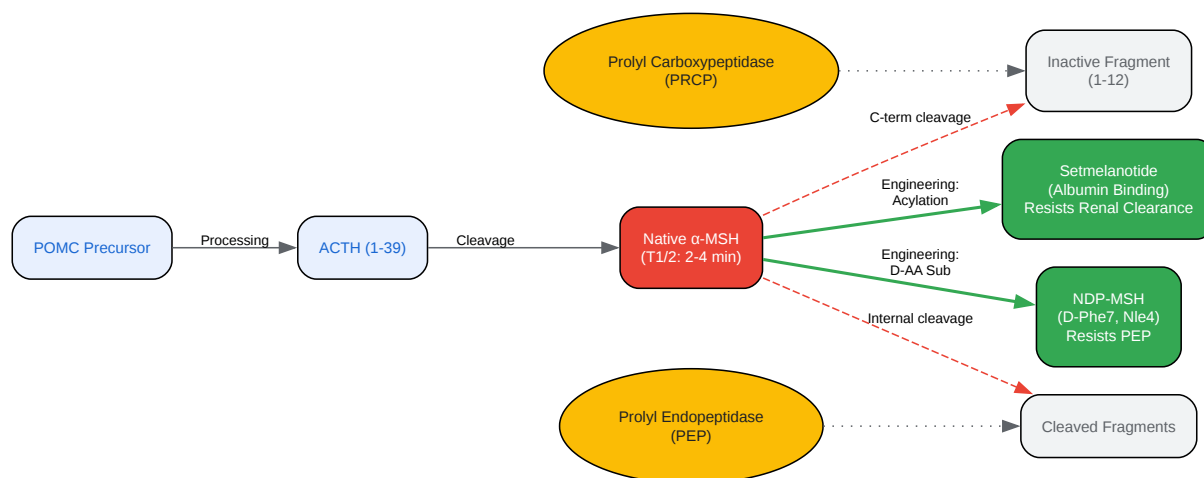 POMC Precursor
Processing
ACTH (1-39)
Cleavage
Native α-MSH
(T1/2: 2-4 min)
Prolyl Carboxypeptidase
(PRCP)
Inactive Fragment
(1-12)
C-term cleavage
Engineering:
Acylation
Setmelanotide
(Albumin Binding)
Resists Renal Clearance
Engineering:
D-AA Sub
NDP-MSH
(D-Phe7, Nle4)
Resists PEP
Internal cleavage
Prolyl Endopeptidase
(PEP)
Cleaved Fragments